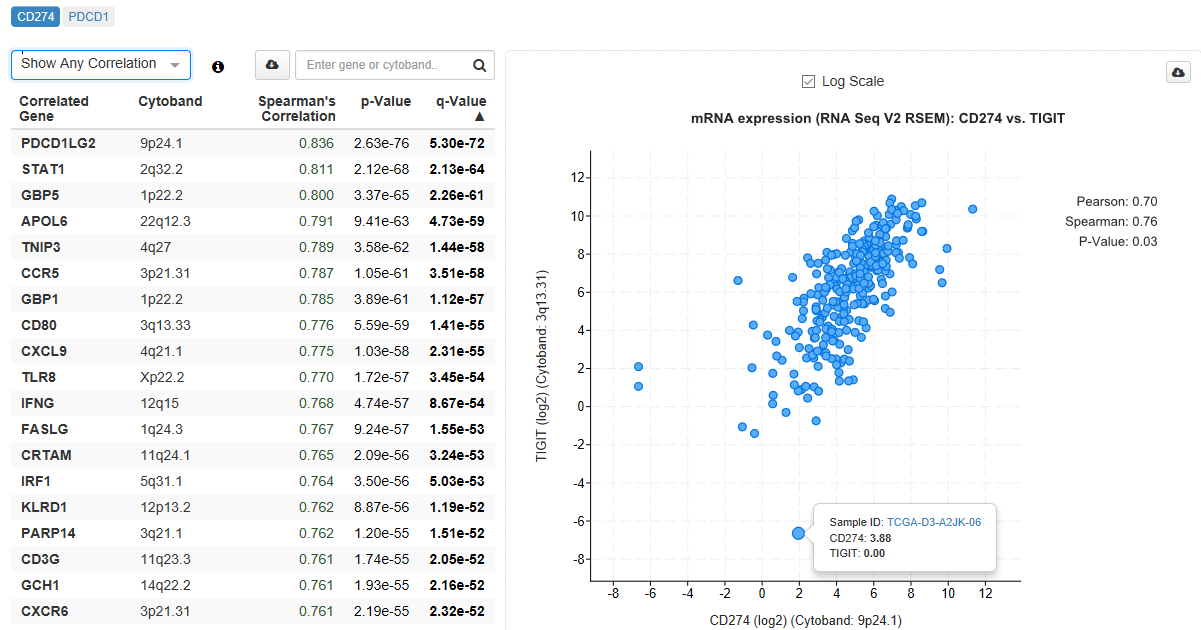 CD274 PDCD1
Show Any Correlation
Enter gene or cytoband..
Correlated Gene Cytoband Spearman's Correlation p-Value q-Value ▲
PDCD1LG2 9p24.1 0.836 2.63e-76 5.30e-72
STAT1 2q32.2 0.811 2.12e-68 2.13e-64
GBP5 1p22.2 0.800 3.37e-65 2.26e-61
APOL6 22q12.3 0.791 9.41e-63 4.73e-59
TNIP3 4q27 0.789 3.58e-62 1.44e-58
CCR5 3p21.31 0.787 1.05e-61 3.51e-58
GBP1 1p22.2 0.785 3.89e-61 1.12e-57
CD80 3q13.33 0.776 5.59e-59 1.41e-55
CXCL9 4q21.1 0.775 1.03e-58 2.31e-55
TLR8 Xp22.2 0.770 1.72e-57 3.45e-54
IFNG 12q15 0.768 4.74e-57 8.67e-54
FASLG 1q24.3 0.767 9.24e-57 1.55e-53
CRTAM 11q24.1 0.765 2.09e-56 3.24e-53
IRF1 5q31.1 0.764 3.50e-56 5.03e-53
KLRD1 12p13.2 0.762 8.87e-56 1.19e-52
PARP14 3q21.1 0.762 1.20e-55 1.51e-52
CD3G 11q23.3 0.761 1.74e-55 2.05e-52
GCH1 14q22.2 0.761 1.93e-55 2.16e-52
CXCR6 3p21.31 0.761 2.19e-55 2.32e-52
Log Scale
mRNA expression (RNA Seq V2 RSEM): CD274 vs. TIGIT
Pearson: 0.70
Spearman: 0.76
P-Value: 0.03
TIGIT (log2) (Cytoband: 3q13.31)
12
10
8
6
4
2
0
-2
-4
-6
-8
Sample ID: TCGA-D3-A2JK-06
CD274: 3.88
TIGIT: 0.00
-8 -6 -4 -2 0 2 4 6 8 10 12
CD274 (log2) (Cytoband: 9p24.1)